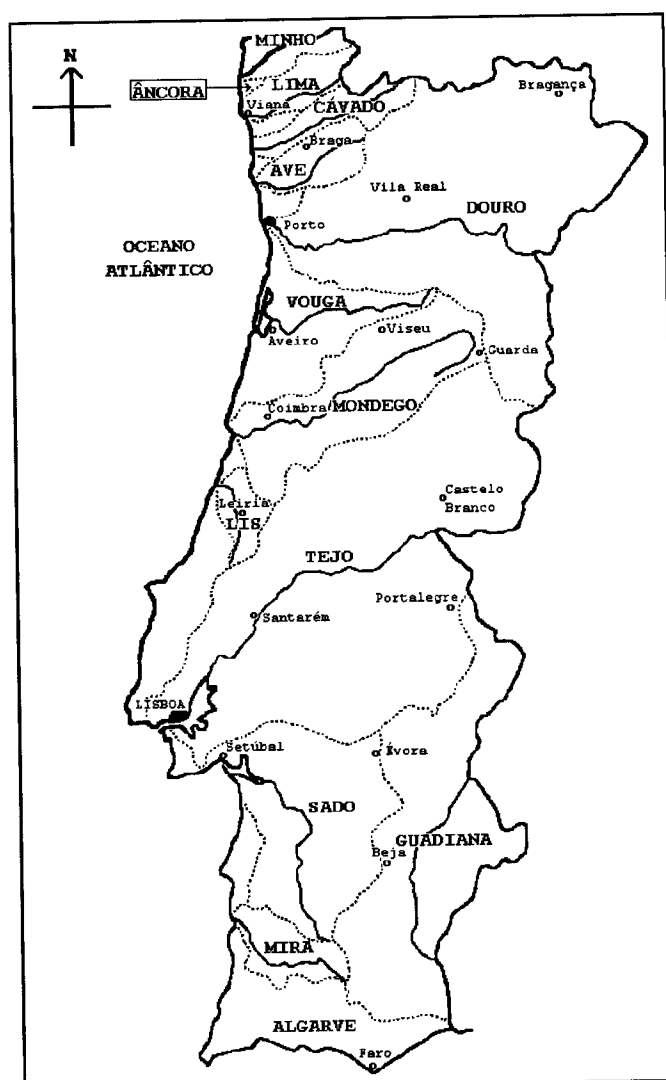 MINHO
N
ÂNCORA
LIMA
Bragança
Viana
CAVADO
Braga
AVE
Vila Real
DOURO
Porto
OCEANO
ATLÂNTICO
VOUGA
Aveiro
Viseu
Guarda
Coimbra
MONDEGO
Castelo
Branco
Leiria
LIS
TEJO
Portalegre
Santarém
LISBOA
Setúbal
Évora
SADO
GUADIANA
Beja
MIRA
ALGARVE
Faro